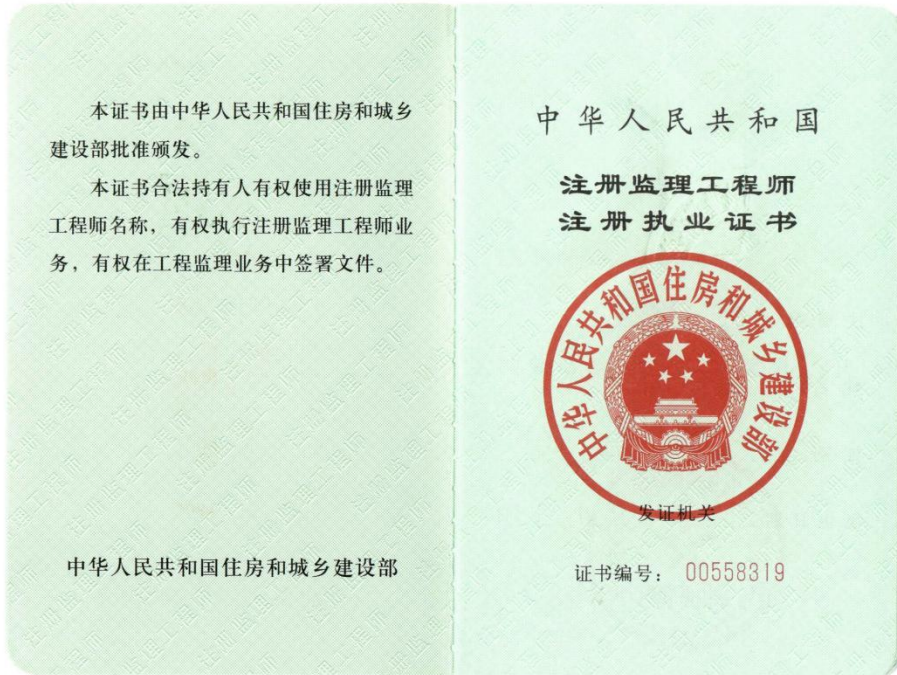 本证书由中华人民共和国住房和城乡
建设部批准颁发。
本证书合法持有人有权使用注册监理
工程师名称，有权执行注册监理工程师业
务，有权在工程监理业务中签署文件。
中华人民共和国住房和城乡建设部
中华人民共和国
注册监理工程师
注册执业证书
中华人民共和国住房和城乡建设部
发证机关
证书编号： 00558319